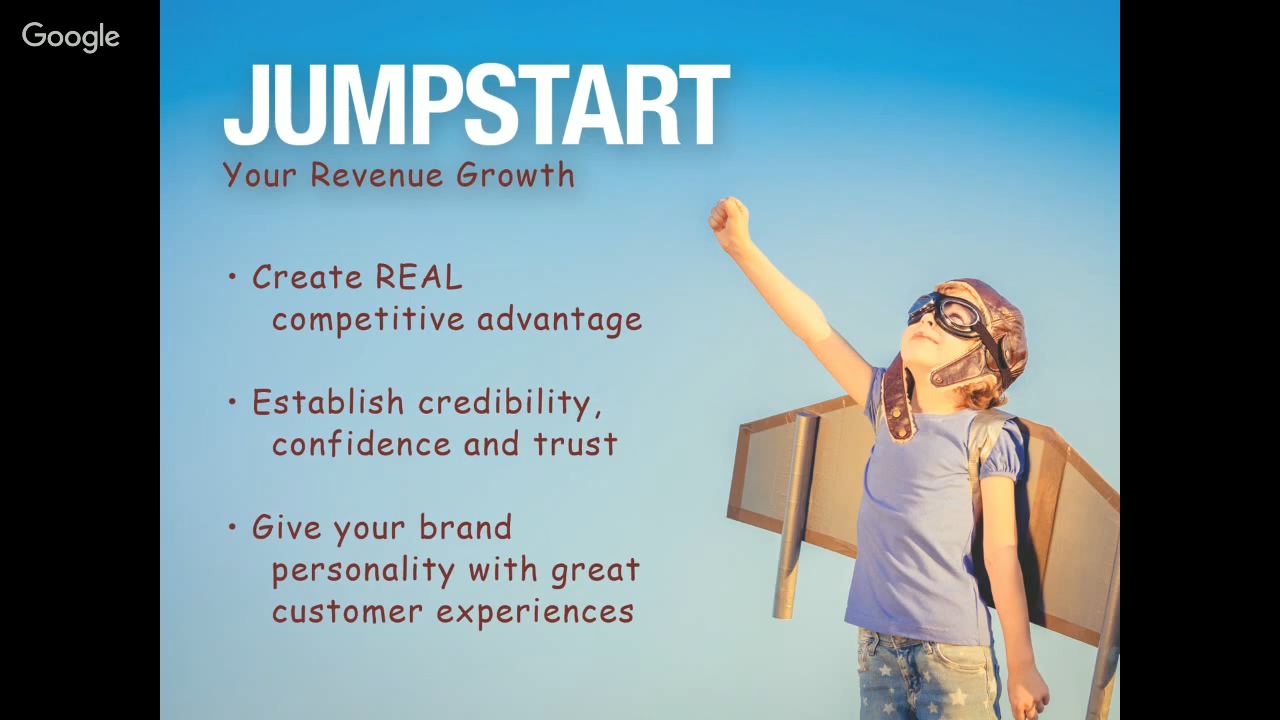 Google
JUMPSTART
Your Revenue Growth
• Create REAL
competitive advantage
• Establish credibility,
confidence and trust
• Give your brand
personality with great
customer experiences